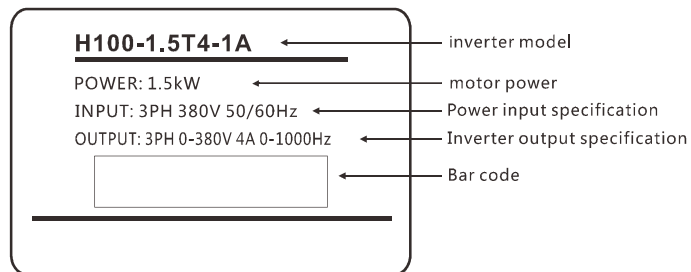 H100-1.5T4-1A inverter model
POWER: 1.5kW motor power
INPUT: 3PH 380V 50/60Hz Power input specification
OUTPUT: 3PH 0-380V 4A 0-1000Hz Inverter output specification
Bar code